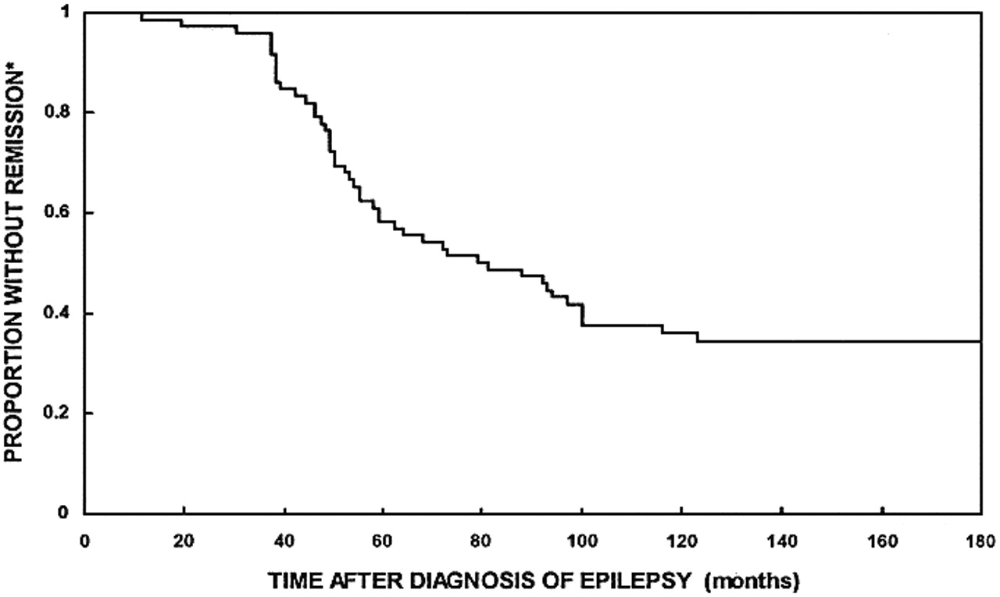 PROPORTION WITHOUT REMISSION*
1
0.8
0.6
0.4
0.2
0
0 20 40 60 80 100 120 140 160 180
TIME AFTER DIAGNOSIS OF EPILEPSY (months)